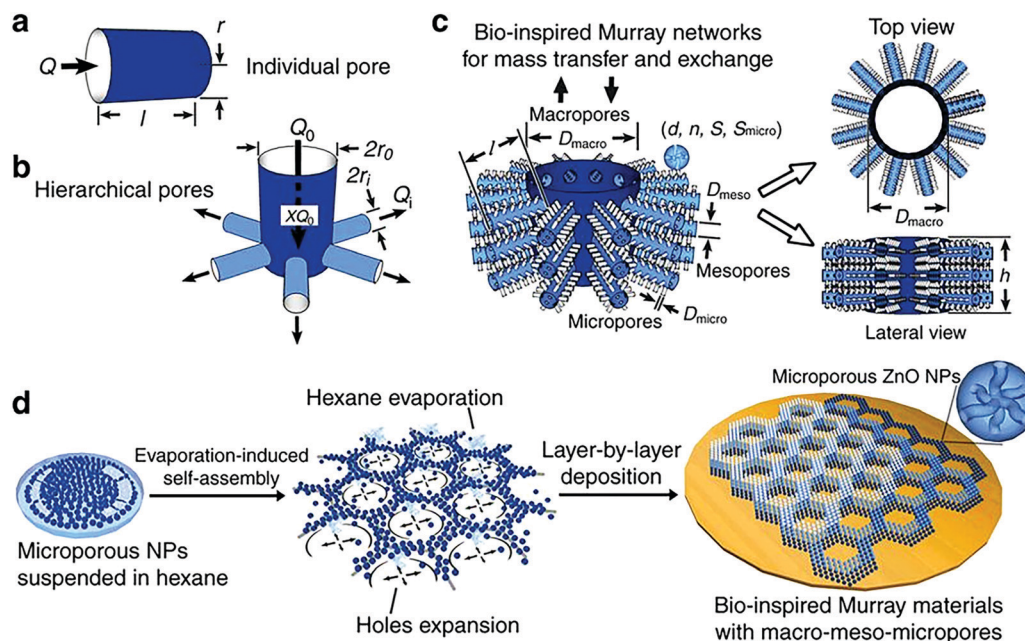 a
r
Q
Individual pore
l
b
Q0
2r0
2ri
Qi
Hierarchical pores
XQ0
c
Bio-inspired Murray networks
for mass transfer and exchange
Macropores
Dmacro
(d, n, S, Smicro)
l
Dmeso
Mesopores
Micropores
Dmicro
Top view
Dmacro
h
Lateral view
d
Hexane evaporation
Evaporation-induced
self-assembly
Microporous NPs
suspended in hexane
Holes expansion
Layer-by-layer
deposition
Microporous ZnO NPs
Bio-inspired Murray materials
with macro-meso-micropores